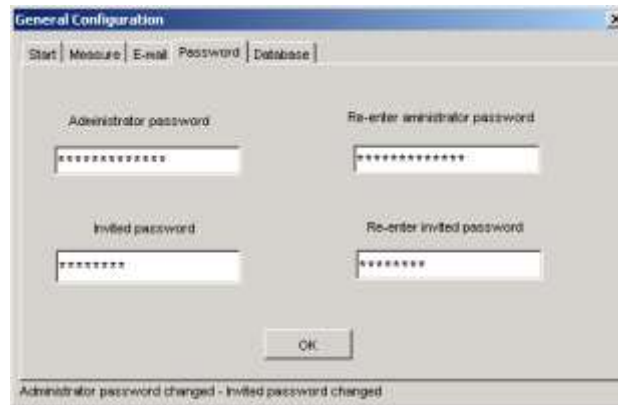 General Configuration
Start Measure E-mail Password Database
Administrator password
Re-enter aministrator password
*************
*************
Invited password
Re-enter invited password
********
********
OK
Administrator password changed - Invited password changed